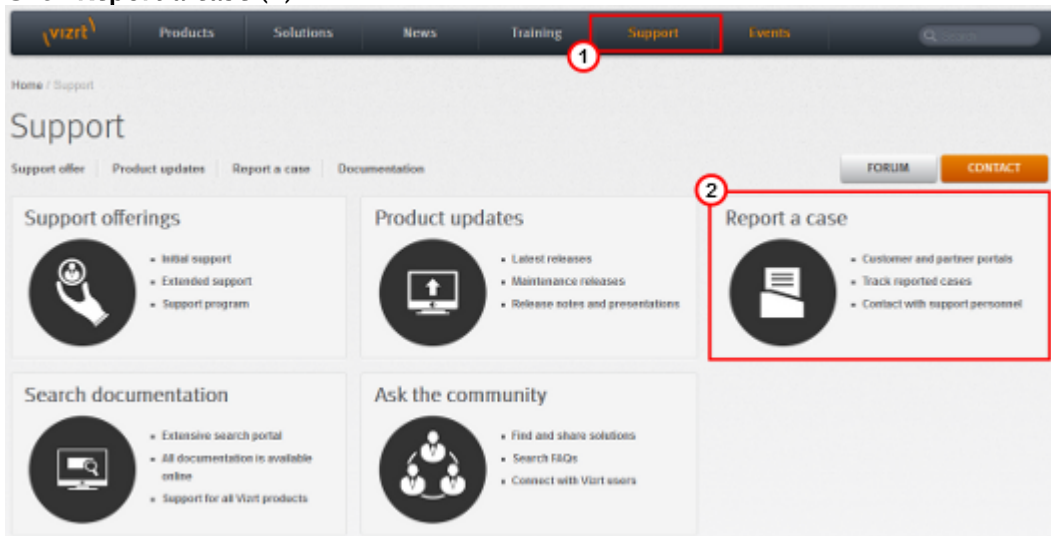 vizrt Products Solutions News Training Support Events Search
1
Home / Support
Support
Support offer Product updates Report a case Documentation
FORUM CONTACT
2
Support offerings
Initial support
Extended support
Support program
Product updates
Latest releases
Maintenance releases
Release notes and presentations
Report a case
Customer and partner portals
Track reported cases
Contact with support personnel
Search documentation
Extensive search portal
All documentation is available
online
Support for all Vizrt products
Ask the community
Find and share solutions
Search FAQs
Connect with Vizrt users